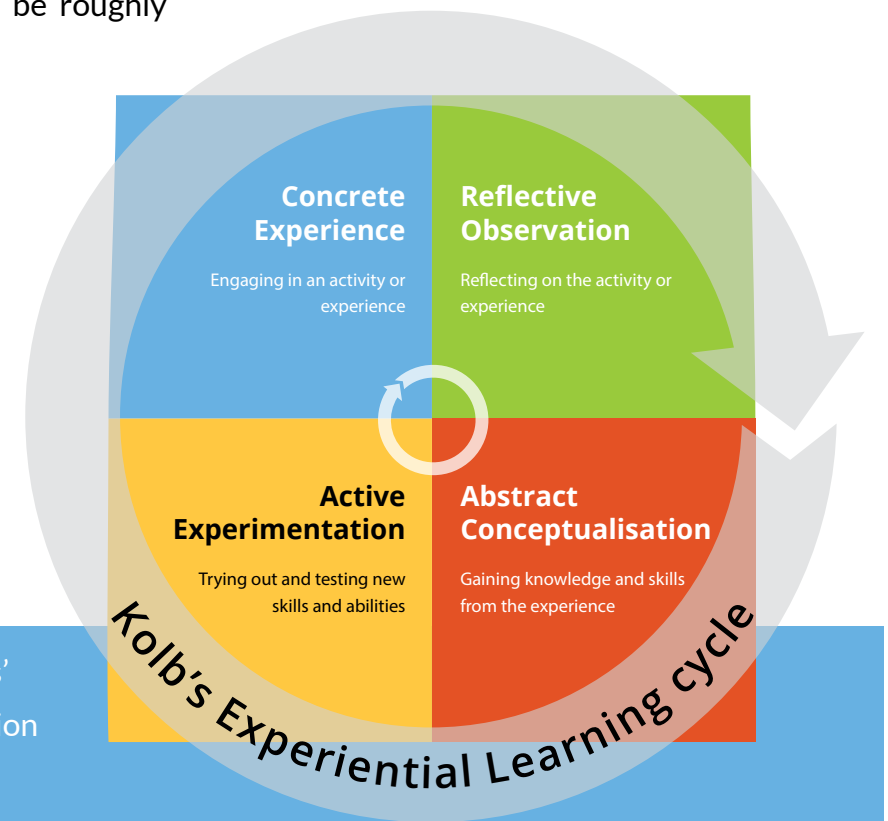 be roughly
Concrete
Experience
Engaging in an activity or
experience
Reflective
Observation
Reflecting on the activity or
experience
Active
Experimentation
Trying out and testing new
skills and abilities
Abstract
Conceptualisation
Gaining knowledge and skills
from the experience
Kolb’s Experiential Learning cycle